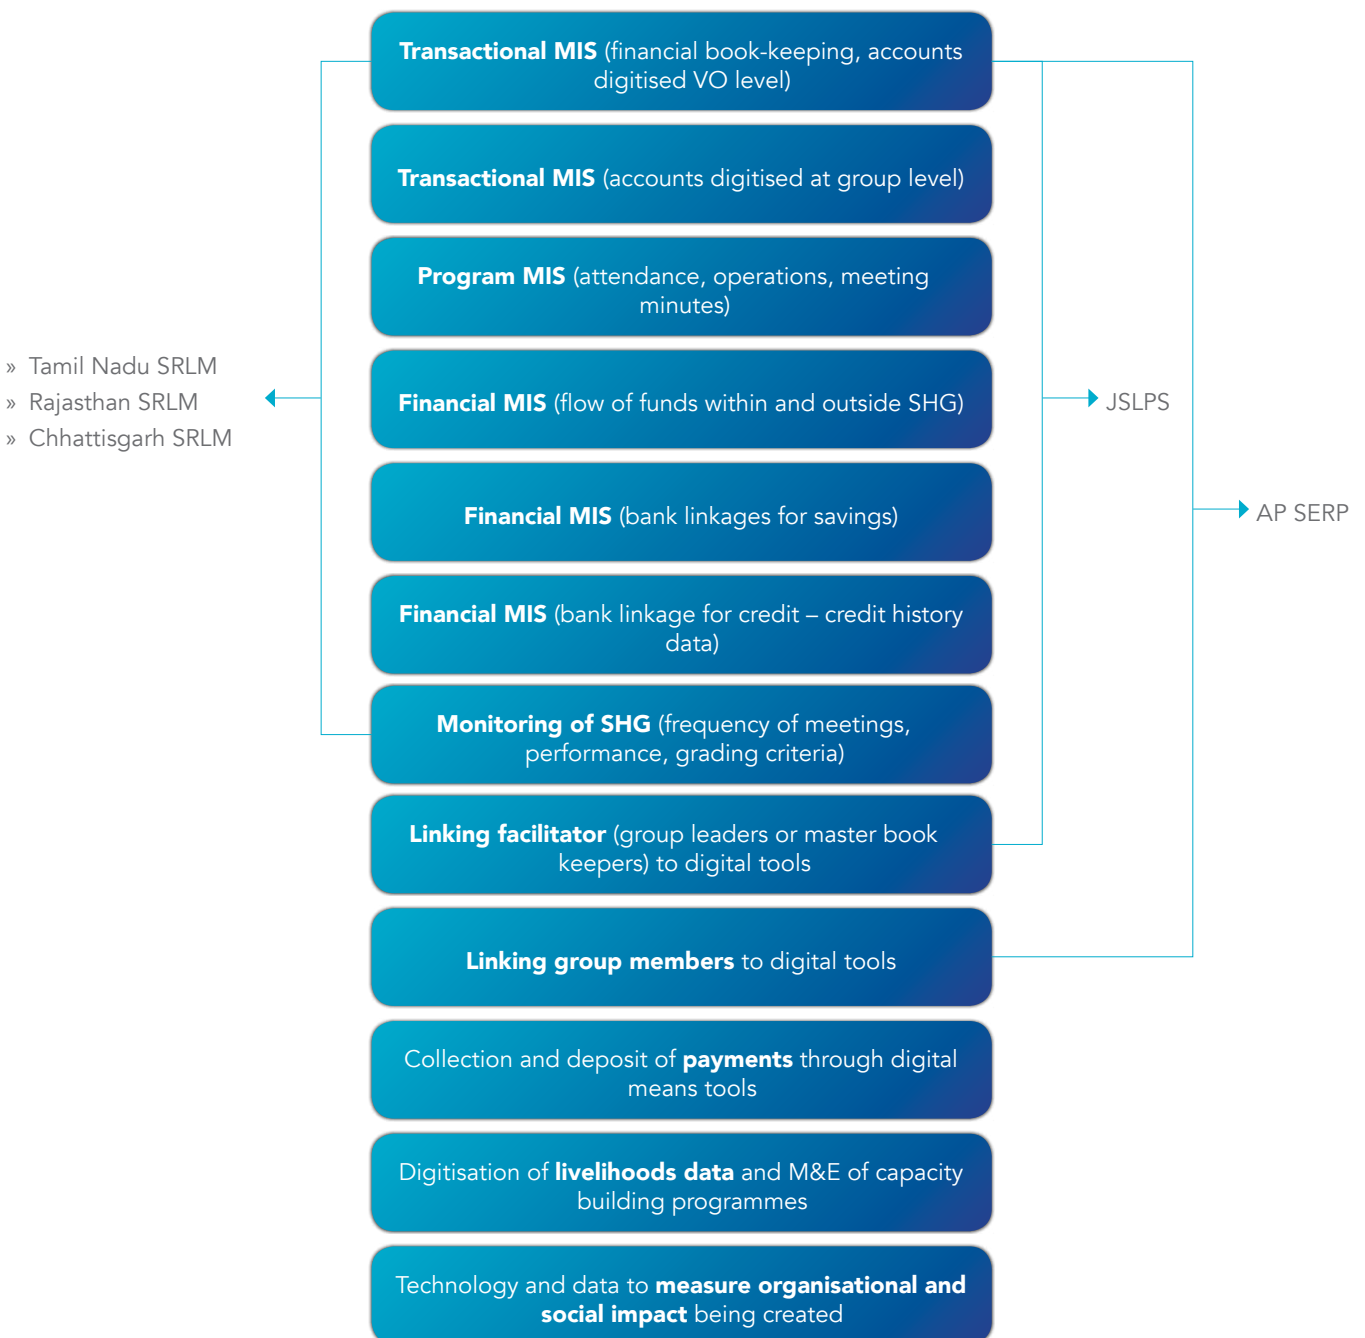 Transactional MIS (financial book-keeping, accounts
digitised VO level)
Transactional MIS (accounts digitised at group level)
Program MIS (attendance, operations, meeting
minutes)
» Tamil Nadu SRLM
» Rajasthan SRLM
» Chhattisgarh SRLM
Financial MIS (flow of funds within and outside SHG)
JSLPS
Financial MIS (bank linkages for savings)
AP SERP
Financial MIS (bank linkage for credit – credit history
data)
Monitoring of SHG (frequency of meetings,
performance, grading criteria)
Linking facilitator (group leaders or master book
keepers) to digital tools
Linking group members to digital tools
Collection and deposit of payments through digital
means tools
Digitisation of livelihoods data and M&E of capacity
building programmes
Technology and data to measure organisational and
social impact being created